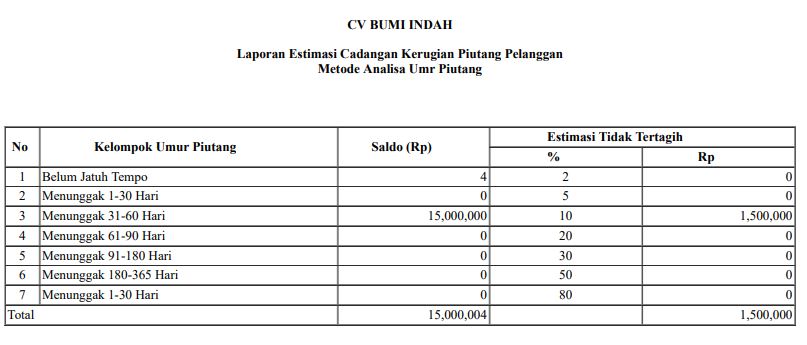 CV BUMI INDAH
Laporan Estimasi Cadangan Kerugian Piutang Pelanggan
Metode Analisa Umr Piutang
No Kelompok Umur Piutang Saldo (Rp) Estimasi Tidak Tertagih
% Rp
1 Belum Jatuh Tempo 4 2 0
2 Menunggak 1-30 Hari 0 5 0
3 Menunggak 31-60 Hari 15,000,000 10 1,500,000
4 Menunggak 61-90 Hari 0 20 0
5 Menunggak 91-180 Hari 0 30 0
6 Menunggak 180-365 Hari 0 50 0
7 Menunggak 1-30 Hari 0 80 0
Total 15,000,004 1,500,000